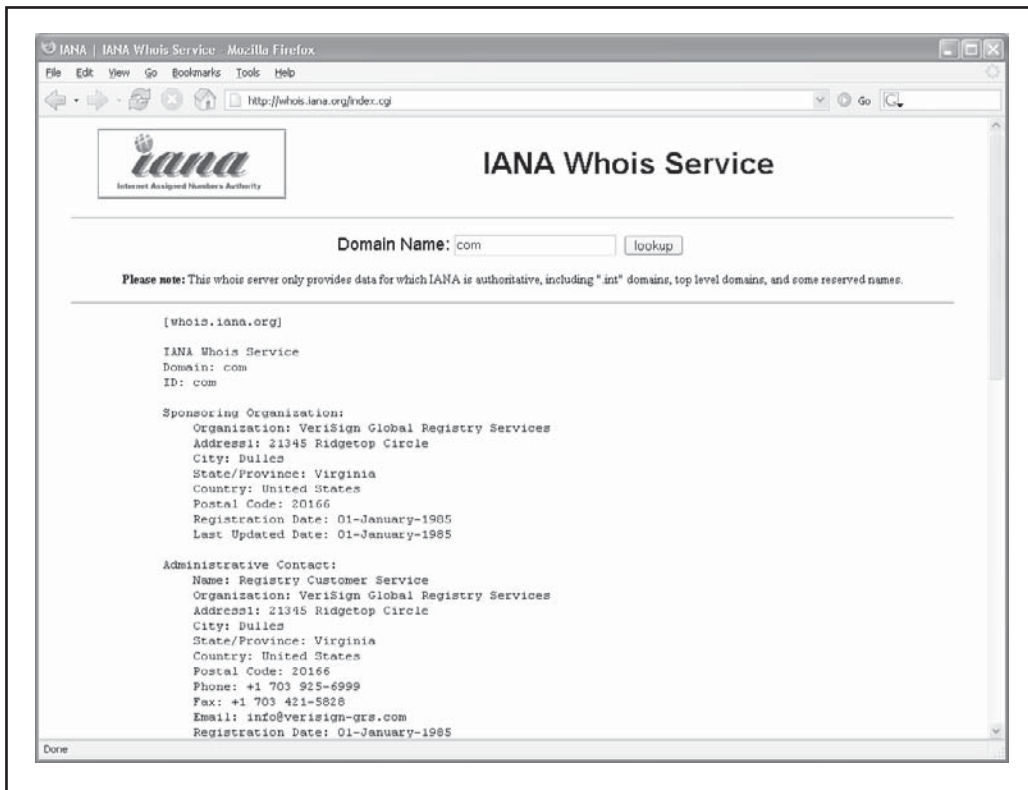 IANA | IANA Whois Service - Mozilla Firefox
File Edit View Go Bookmarks Tools Help
http://whois.iana.org/index.cgi
Go
iana
Internet Assigned Numbers Authority
IANA Whois Service
Domain Name: com lookup
Please note: This whois server only provides data for which IANA is authoritative, including ".int" domains, top level domains, and some reserved names.
[whois.iana.org]
IANA Whois Service
Domain: com
ID: com
Sponsoring Organization:
Organization: VeriSign Global Registry Services
Address1: 21345 Ridgetop Circle
City: Dulles
State/Province: Virginia
Country: United States
Postal Code: 20166
Registration Date: 01-January-1985
Last Updated Date: 01-January-1985
Administrative Contact:
Name: Registry Customer Service
Organization: VeriSign Global Registry Services
Address1: 21345 Ridgetop Circle
City: Dulles
State/Province: Virginia
Country: United States
Postal Code: 20166
Phone: +1 703 925-6999
Fax: +1 703 421-5828
Email: info@verisign-grs.com
Registration Date: 01-January-1985
Done